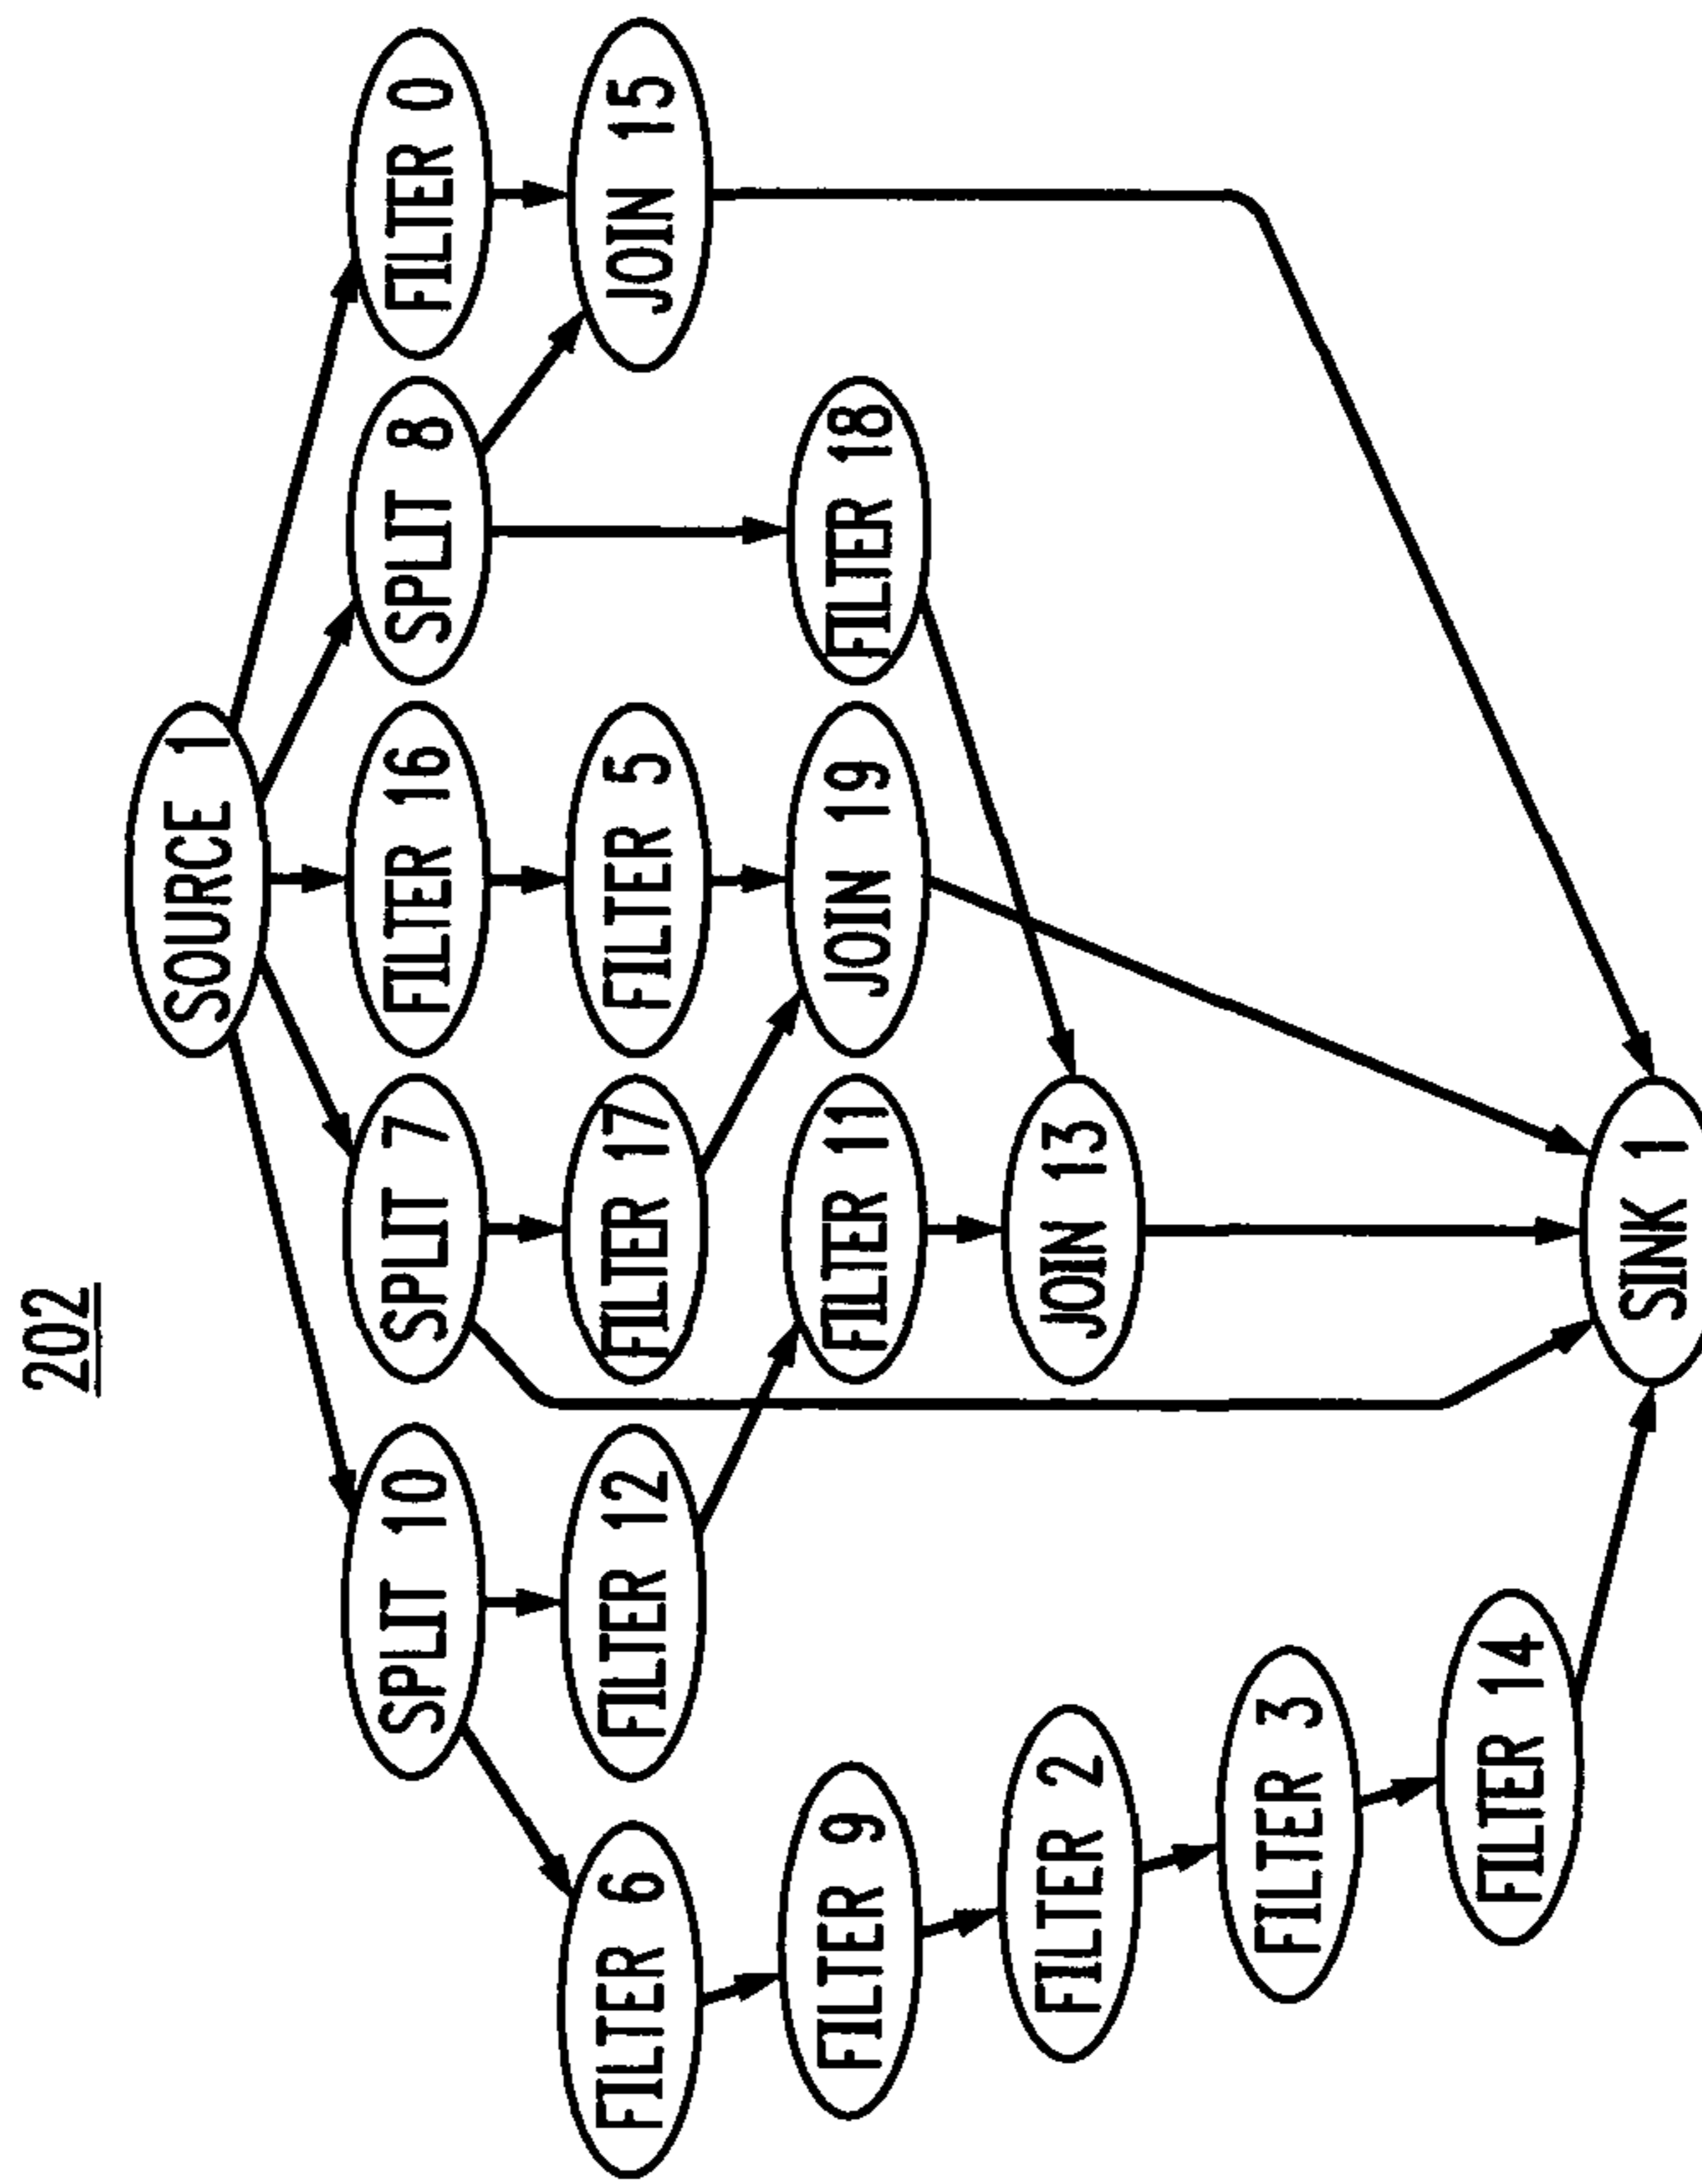 202
SOURCE 1
SPLIT 10
SPLIT 7
FILTER 16
SPLIT 8
FILTER 0
FILTER 6
FILTER 12
FILTER 17
FILTER 5
JOIN 15
FILTER 9
FILTER 11
JOIN 19
FILTER 18
FILTER 2
JOIN 13
FILTER 3
FILTER 14
SINK 1